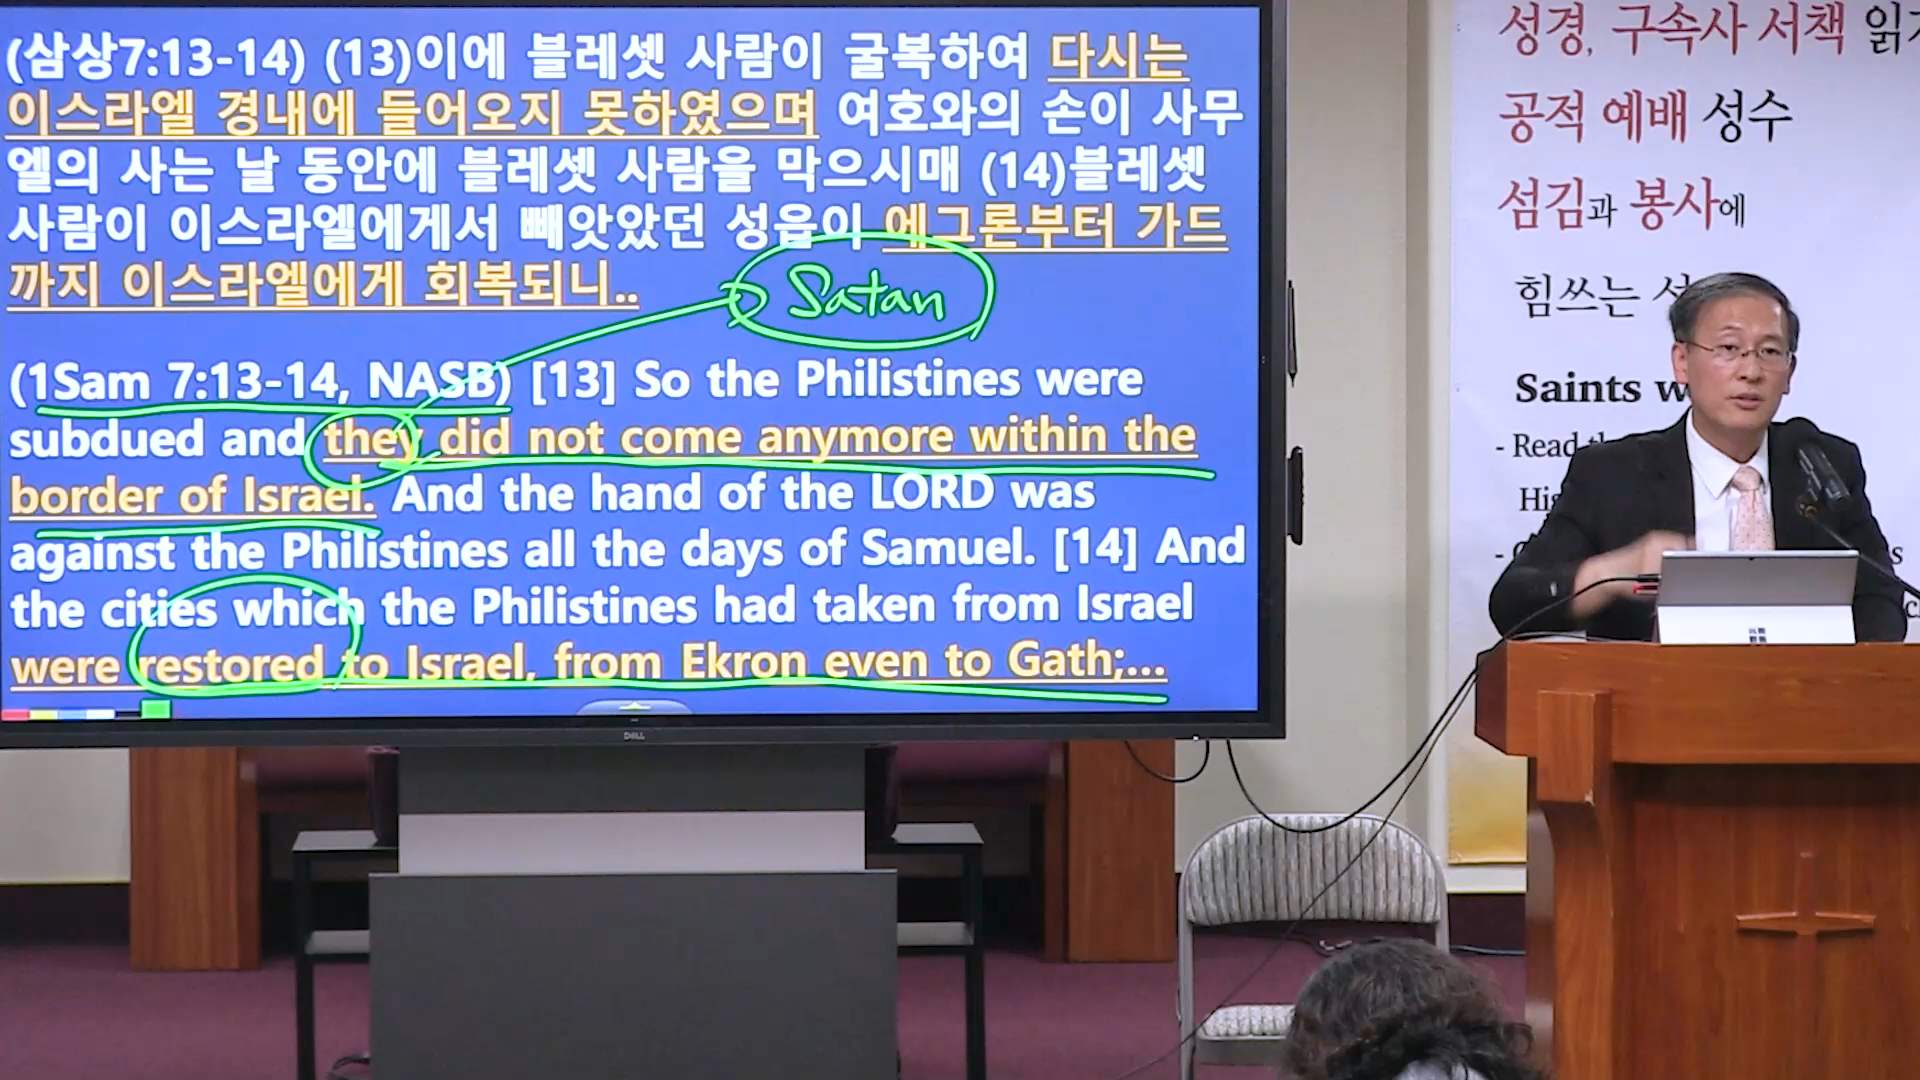 (삼상7:13-14) (13)이에 블레셋 사람이 굴복하여 다시는
이스라엘 경내에 들어오지 못하였으며 여호와의 손이 사무
엘의 사는 날 동안에 블레셋 사람을 막으시매 (14)블레셋
사람이 이스라엘에게서 빼앗았던 성읍이 에그론부터 가드
까지 이스라엘에게 회복되니..
Satan
(1Sam 7:13-14, NASB) [13] So the Philistines were
subdued and they did not come anymore within the
border of Israel. And the hand of the LORD was
against the Philistines all the days of Samuel. [14] And
the cities which the Philistines had taken from Israel
were restored to Israel, from Ekron even to Gath;...
DELL
성경, 구속사 서책
공적 예배 성수
섬김과 봉사에
힘쓰는
Saints
- Read